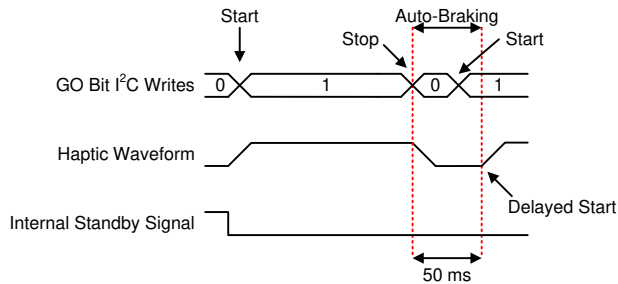 Start
Auto-Braking
Stop
Start
GO Bit I²C Writes
0
1
0
1
Haptic Waveform
Delayed Start
Internal Standby Signal
50 ms